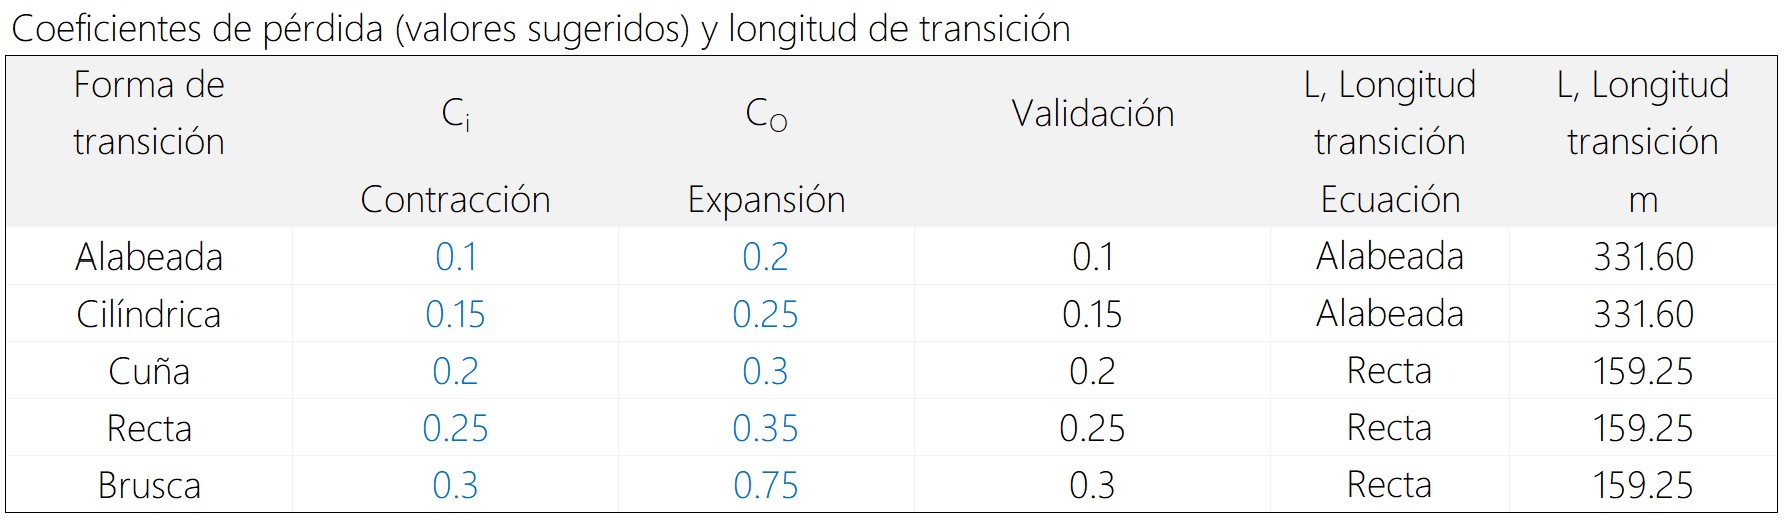 Coeficientes de pérdida (valores sugeridos) y longitud de transición
Forma de transición Ci Contracción CO Expansión Validación L, Longitud transición Ecuación L, Longitud transición m
Alabeada 0.1 0.2 0.1 Alabeada 331.60
Cilíndrica 0.15 0.25 0.15 Alabeada 331.60
Cuña 0.2 0.3 0.2 Recta 159.25
Recta 0.25 0.35 0.25 Recta 159.25
Brusca 0.3 0.75 0.3 Recta 159.25